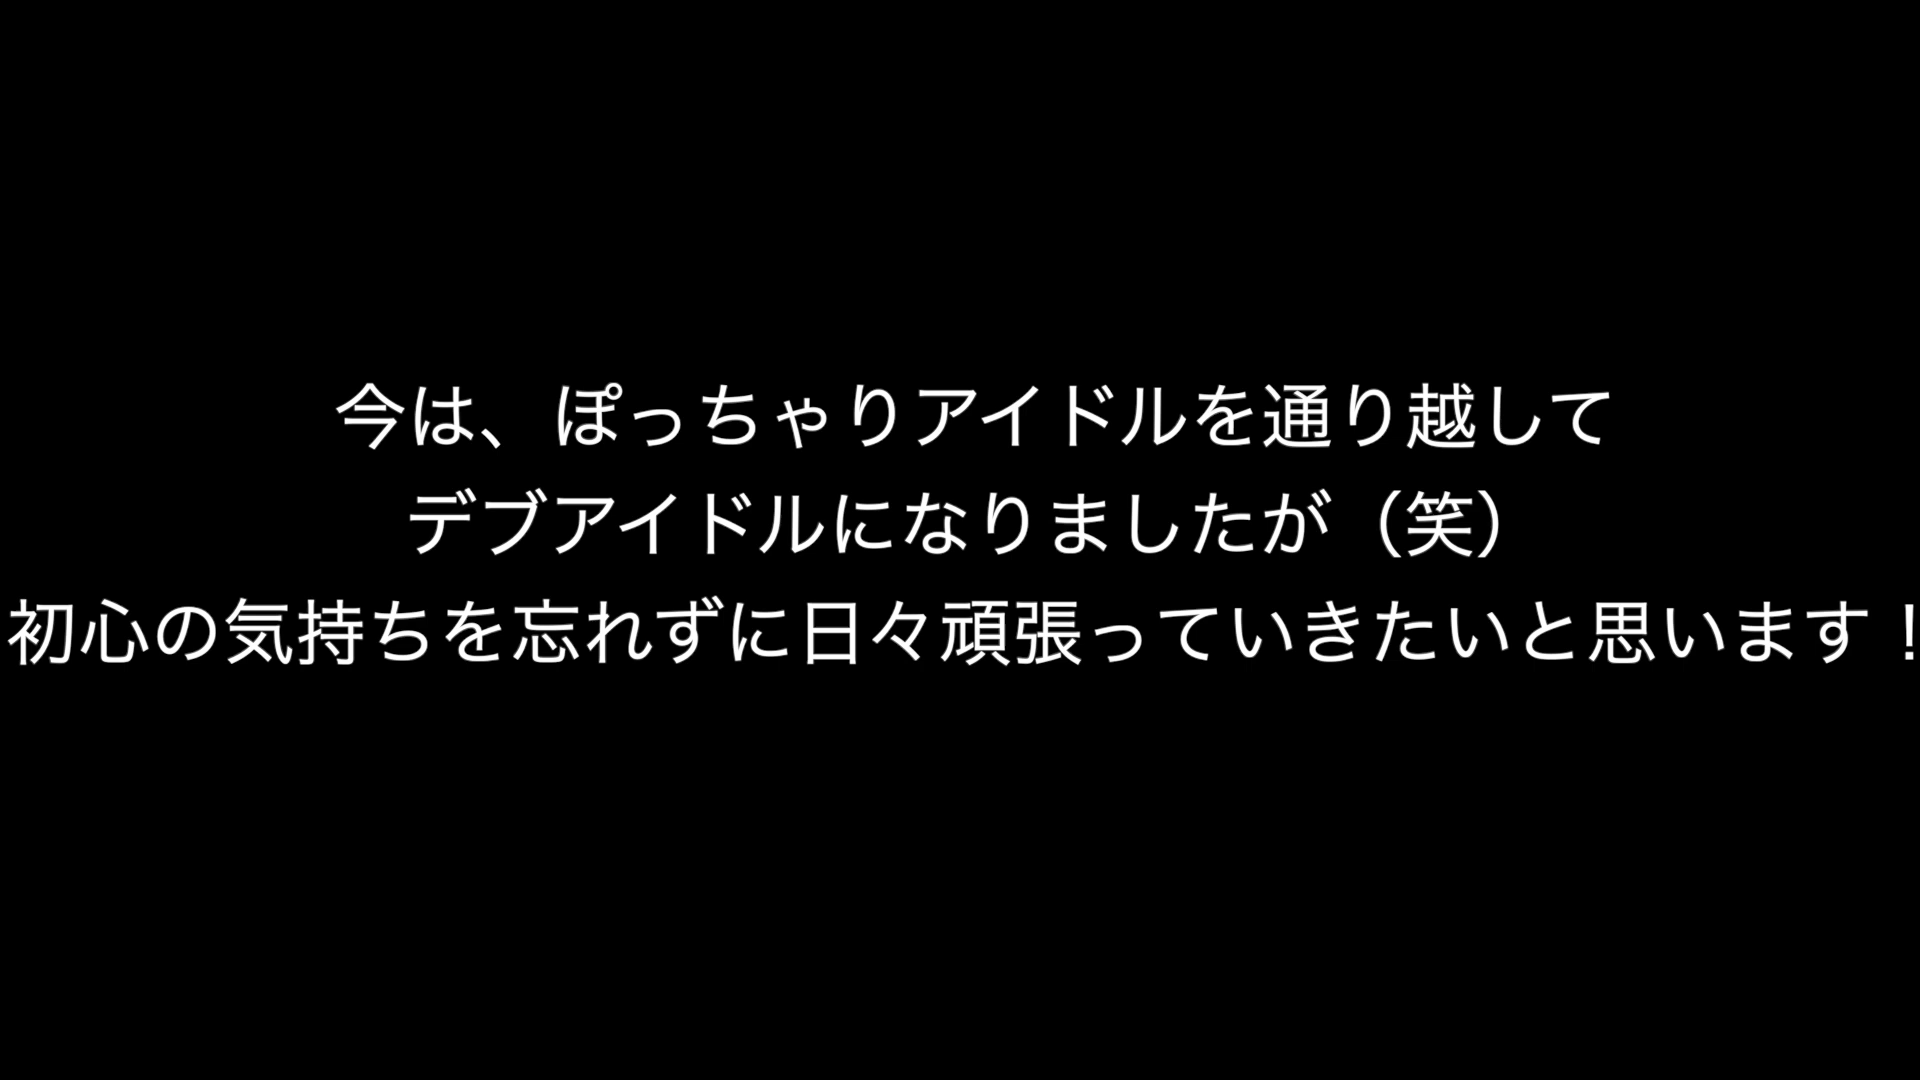 今は、ぽっちゃりアイドルを通り越して
デブアイドルになりましたが（笑）
初心の気持ちを忘れずに日々頑張っていきたいと思います！